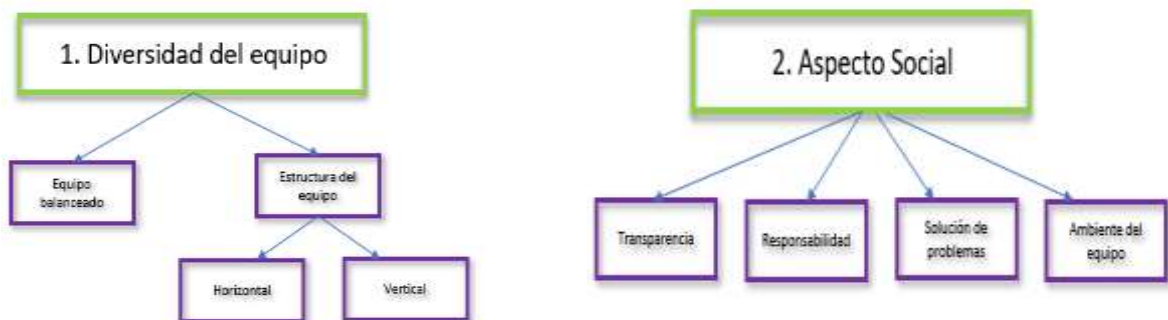 1. Diversidad del equipo
Equipo
balanceado
Estructura del
equipo
Horizontal
Vertical
2. Aspecto Social
Transparencia
Responsabilidad
Solución de
problemas
Ambiente del
equipo